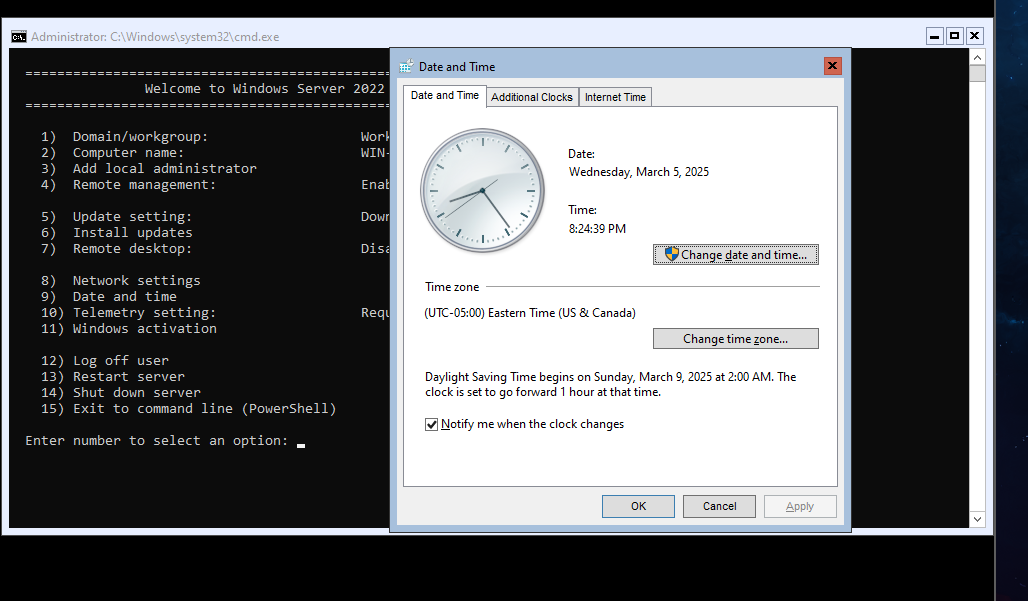 Administrator: C:\Windows\system32\cmd.exe
================================================
Welcome to Windows Server 2022
================================================
1) Domain/workgroup: Work
2) Computer name: WIN-
3) Add local administrator
4) Remote management: Enab
5) Update setting: Down
6) Install updates
7) Remote desktop: Disa
8) Network settings
9) Date and time
10) Telemetry setting: Requ
11) Windows activation
12) Log off user
13) Restart server
14) Shut down server
15) Exit to command line (PowerShell)
Enter number to select an option:
Date and Time
Date and Time
Additional Clocks
Internet Time
Date:
Wednesday, March 5, 2025
Time:
8:24:39 PM
Change date and time...
Time zone
(UTC-05:00) Eastern Time (US & Canada)
Change time zone...
Daylight Saving Time begins on Sunday, March 9, 2025 at 2:00 AM. The
clock is set to go forward 1 hour at that time.
Notify me when the clock changes
OK
Cancel
Apply